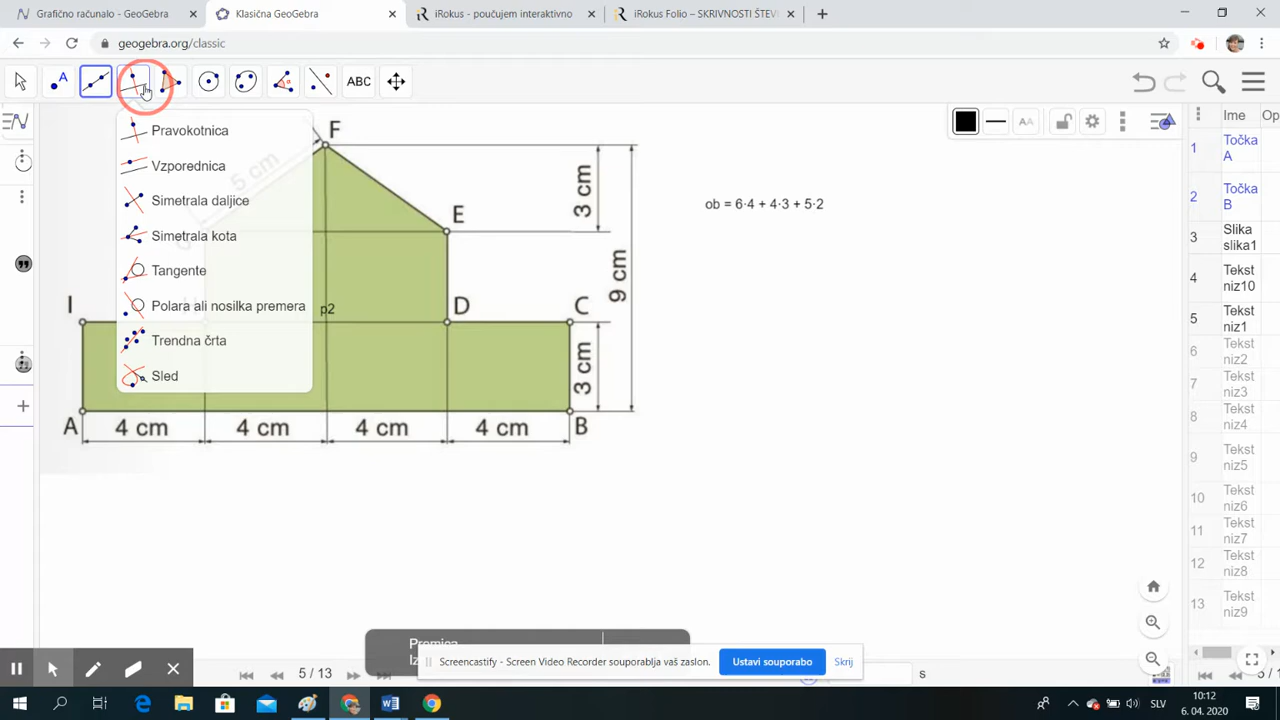 Grafično računalo - GeoGebra
Klasična GeoGebra
iRokus - poučujem interaktivno
iRokus Folio – SKRIVNOSTI ŠTEV
geogebra.org/classic
A
ABC
Pravokotnica
Vzporednica
Simetrala daljice
Simetrala kota
Tangente
Polara ali nosilka premera
Trendna črta
Sled
5 cm
F
E
D
C
I
p2
A
B
3 cm
9 cm
3 cm
4 cm
4 cm
4 cm
4 cm
ob = 6·4 + 4·3 + 5·2
AA
Ime
Op
1 Točka A
2 Točka B
3 Slika slika1
4 Tekst niz10
5 Tekst niz1
6 Tekst niz2
7 Tekst niz3
8 Tekst niz4
9 Tekst niz5
10 Tekst niz6
11 Tekst niz7
12 Tekst niz8
13 Tekst niz9
Premica
Screencastify - Screen Video Recorder souporablja vaš zaslon.
Ustavi souporabo
Skrij
5 / 13
s
SLV
10:12
6. 04. 2020